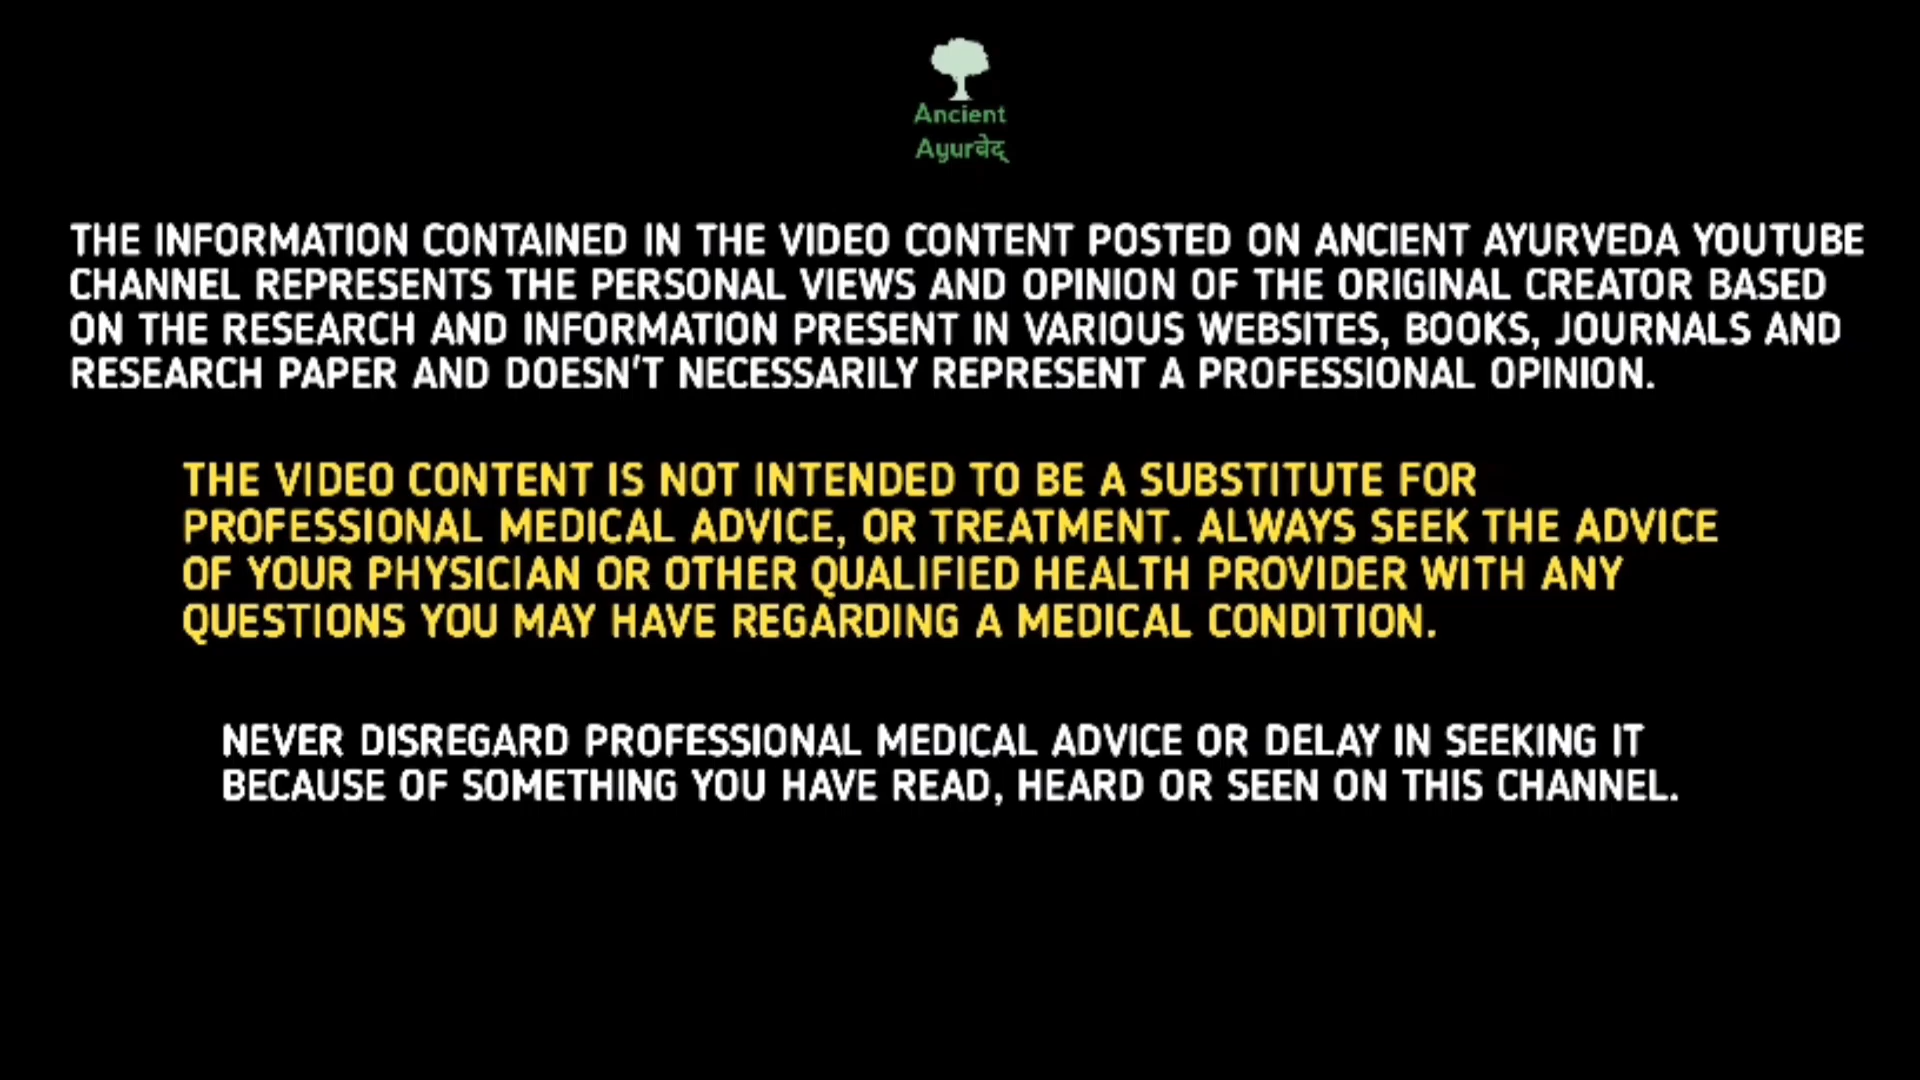 Ancient
Ayurवेद्
THE INFORMATION CONTAINED IN THE VIDEO CONTENT POSTED ON ANCIENT AYURVEDA YOUTUBE
CHANNEL REPRESENTS THE PERSONAL VIEWS AND OPINION OF THE ORIGINAL CREATOR BASED
ON THE RESEARCH AND INFORMATION PRESENT IN VARIOUS WEBSITES, BOOKS, JOURNALS AND
RESEARCH PAPER AND DOESN'T NECESSARILY REPRESENT A PROFESSIONAL OPINION.
THE VIDEO CONTENT IS NOT INTENDED TO BE A SUBSTITUTE FOR
PROFESSIONAL MEDICAL ADVICE, OR TREATMENT. ALWAYS SEEK THE ADVICE
OF YOUR PHYSICIAN OR OTHER QUALIFIED HEALTH PROVIDER WITH ANY
QUESTIONS YOU MAY HAVE REGARDING A MEDICAL CONDITION.
NEVER DISREGARD PROFESSIONAL MEDICAL ADVICE OR DELAY IN SEEKING IT
BECAUSE OF SOMETHING YOU HAVE READ, HEARD OR SEEN ON THIS CHANNEL.